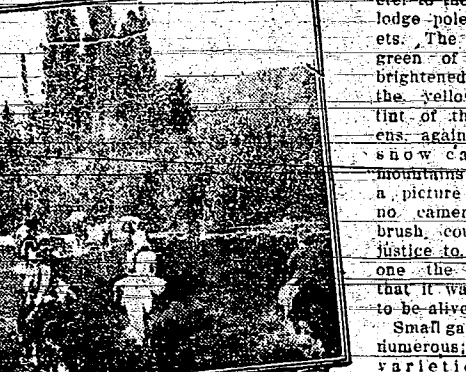 lodge pole
ets. The
green of
brightened
the yello
tint of th
ens, again
snow ca
mountains
a picture
no camer
brush, cou
justice to.
one the
that it wa
to be alive
Small ga
numerous;
varieti